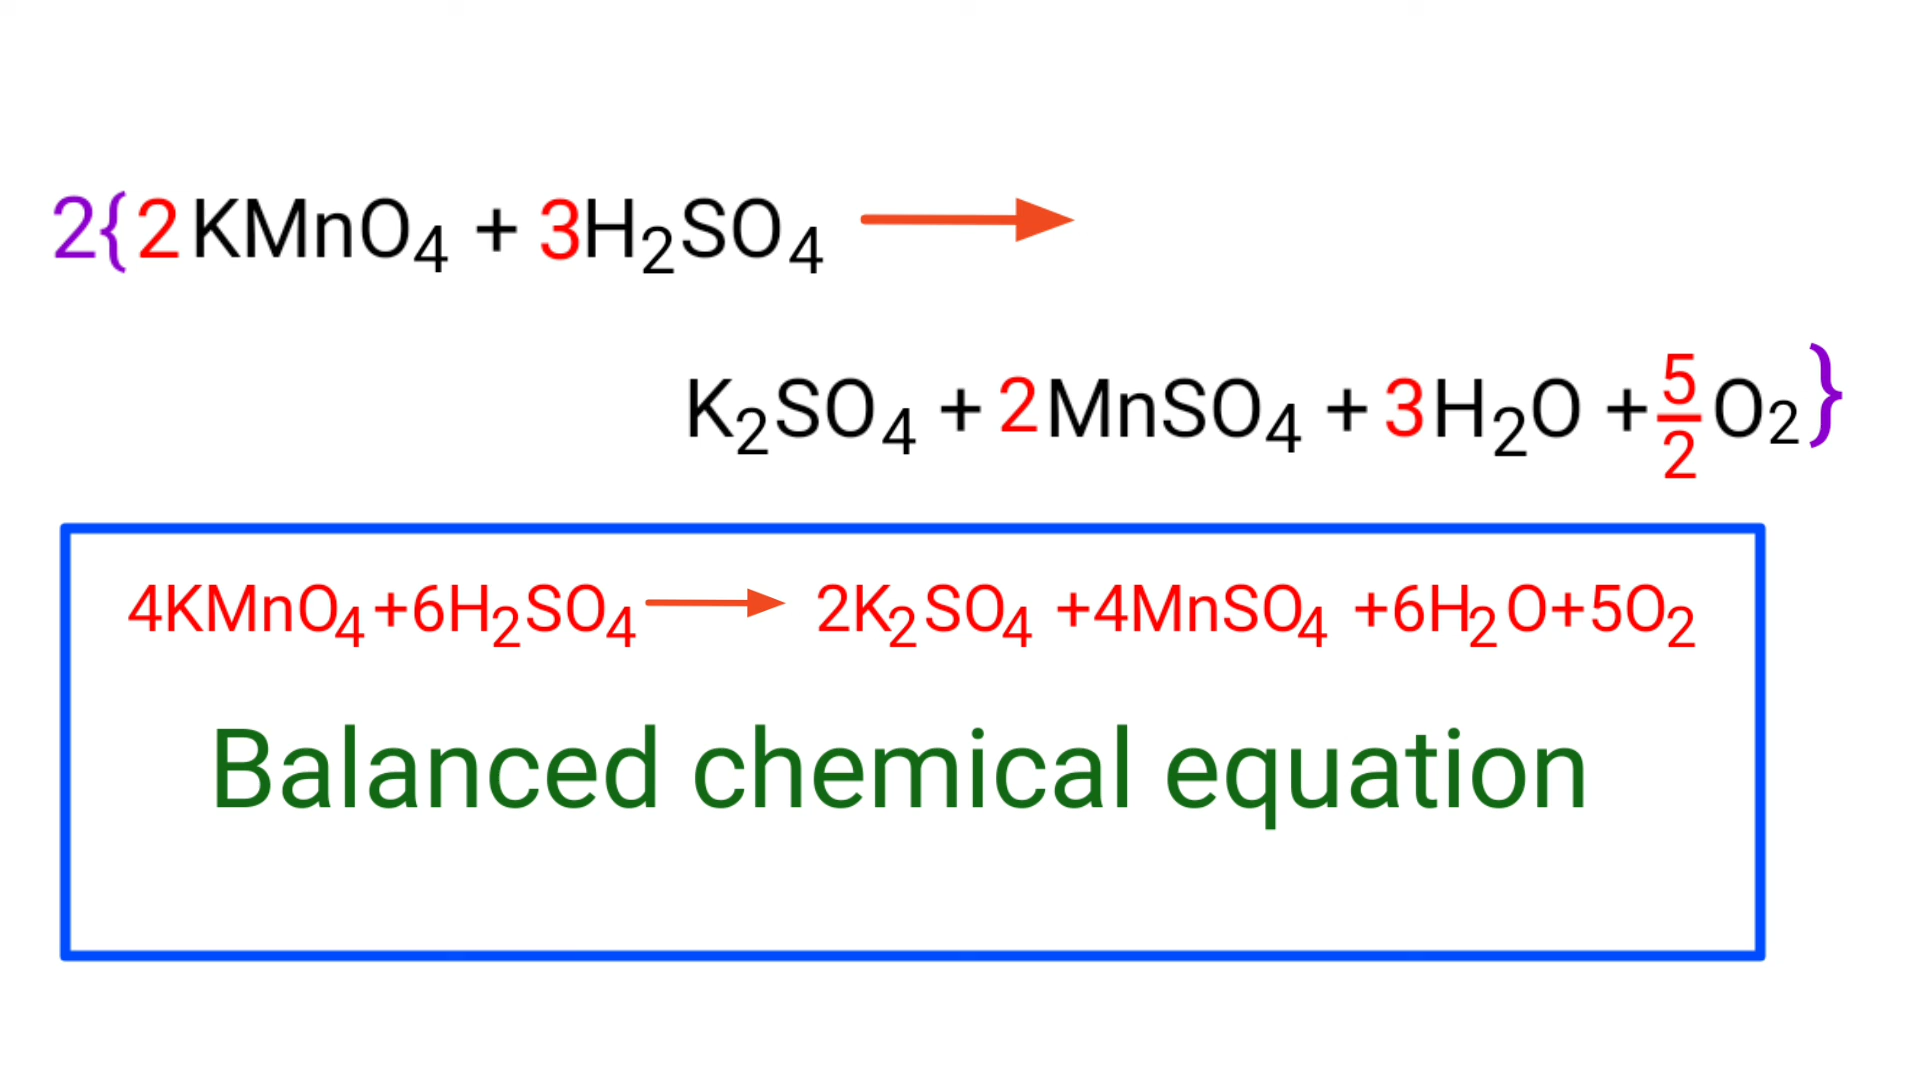 2{2KMnO₄ + 3H₂SO₄ →
K₂SO₄ + 2MnSO₄ + 3H₂O + 5/2 O₂}
4KMnO₄+6H₂SO₄ → 2K₂SO₄ +4MnSO₄ +6H₂O+5O₂
Balanced chemical equation